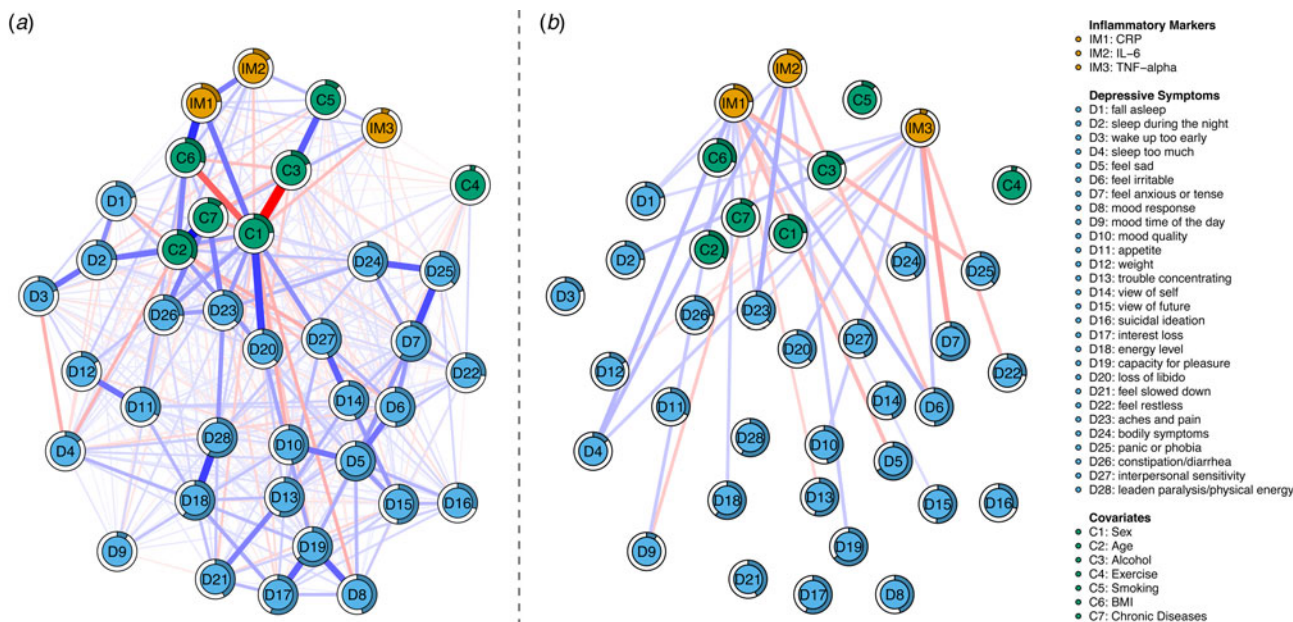 (a)
IM2
IM1
C5
IM3
C6
C3
C4
D1
C7
C2
C1
D2
D24
D25
D3
D26
D23
D20
D27
D7
D12
D22
D11
D14
D6
D4
D28
D10
D5
D18
D13
D15
D16
D9
D19
D21
D17
D8
(b)
IM2
IM1
C5
IM3
C6
C3
C4
D1
C7
C2
C1
D2
D24
D25
D3
D26
D23
D20
D27
D7
D12
D22
D11
D14
D6
D4
D28
D10
D5
D18
D13
D15
D16
D9
D19
D21
D17
D8
Inflammatory Markers
IM1: CRP
IM2: IL-6
IM3: TNF-alpha
Depressive Symptoms
D1: fall asleep
D2: sleep during the night
D3: wake up too early
D4: sleep too much
D5: feel sad
D6: feel irritable
D7: feel anxious or tense
D8: mood response
D9: mood time of the day
D10: mood quality
D11: appetite
D12: weight
D13: trouble concentrating
D14: view of self
D15: view of future
D16: suicidal ideation
D17: interest loss
D18: energy level
D19: capacity for pleasure
D20: loss of libido
D21: feel slowed down
D22: feel restless
D23: aches and pain
D24: bodily symptoms
D25: panic or phobia
D26: constipation/diarrhea
D27: interpersonal sensitivity
D28: leaden paralysis/physical energy
Covariates
C1: Sex
C2: Age
C3: Alcohol
C4: Exercise
C5: Smoking
C6: BMI
C7: Chronic Diseases